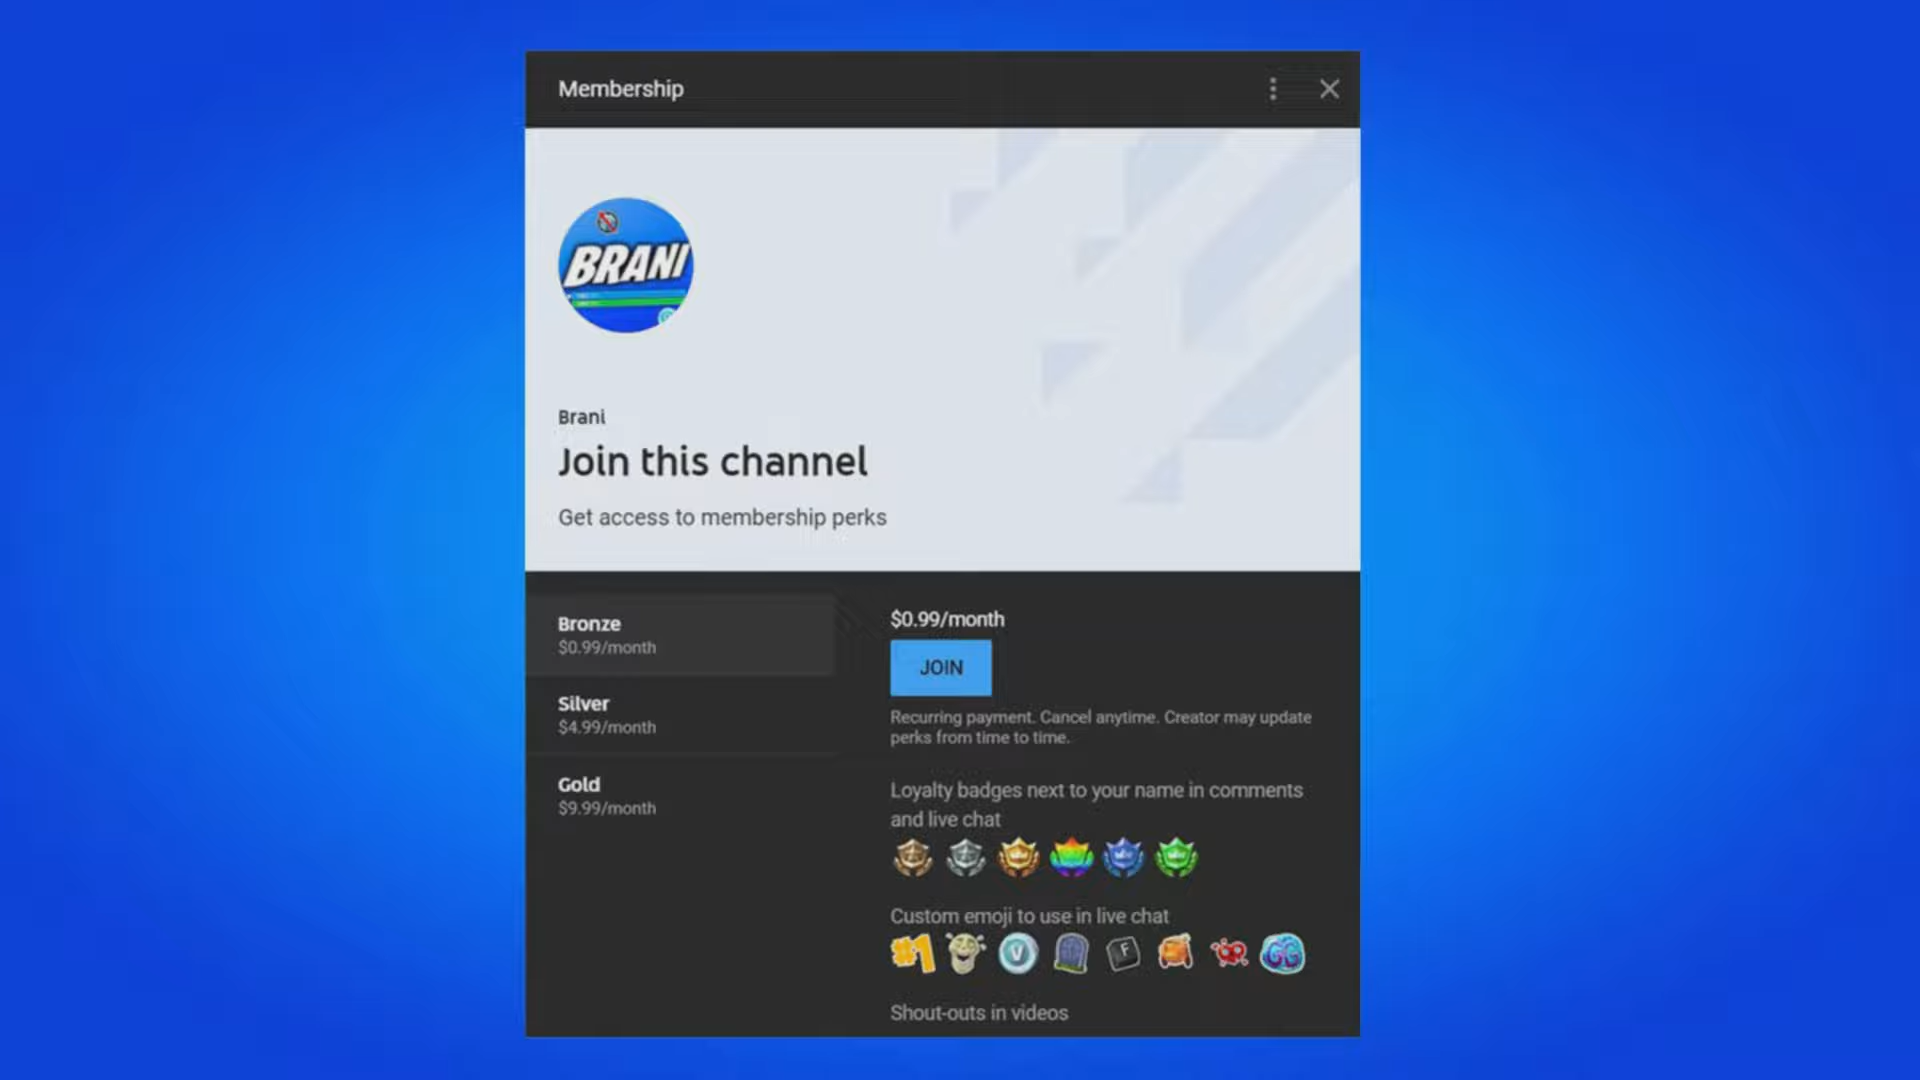 Membership
BRANI
Brani
Join this channel
Get access to membership perks
Bronze
$0.99/month
Silver
$4.99/month
Gold
$9.99/month
$0.99/month
JOIN
Recurring payment. Cancel anytime. Creator may update
perks from time to time.
Loyalty badges next to your name in comments
and live chat
Custom emoji to use in live chat
#1
V
F
GG
Shout-outs in videos